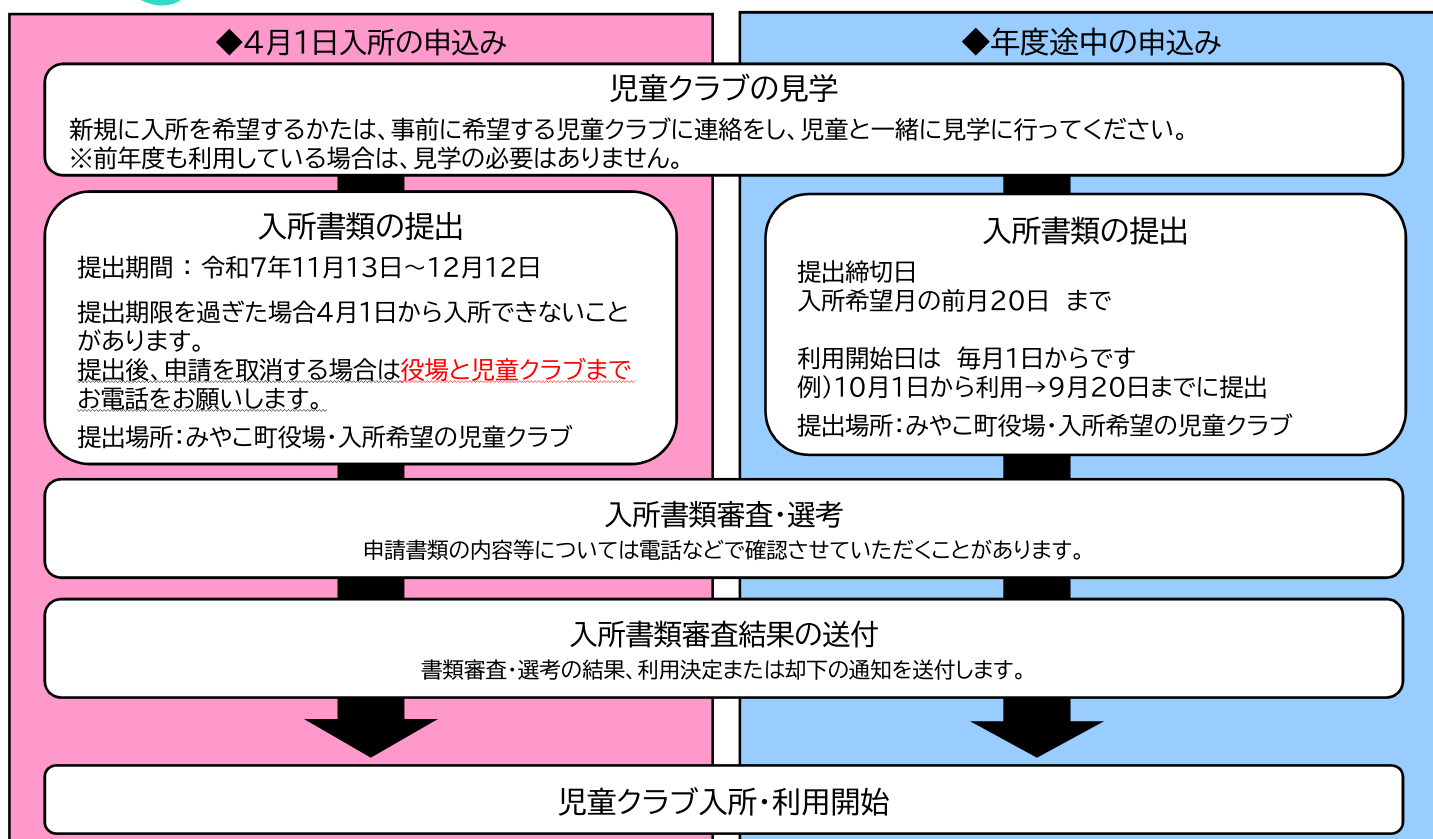 ◆4月1日入所の申込み
◆年度途中の申込み
児童クラブの見学
新規に入所を希望するかたは、事前に希望する児童クラブに連絡をし、児童と一緒に見学に行ってください。
※前年度も利用している場合は、見学の必要はありません。
入所書類の提出
提出期間：令和7年11月13日～12月12日
提出期限を過ぎた場合4月1日から入所できないこと
があります。
提出後、申請を取消する場合は役場と児童クラブまで
お電話をお願いします。
提出場所：みやこ町役場・入所希望の児童クラブ
入所書類の提出
提出締切日
入所希望月の前月20日　まで
利用開始日は　毎月1日からです
例）10月1日から利用→9月20日までに提出
提出場所：みやこ町役場・入所希望の児童クラブ
入所書類審査・選考
申請書類の内容等については電話などで確認させていただくことがあります。
入所書類審査結果の送付
書類審査・選考の結果、利用決定または却下の通知を送付します。
児童クラブ入所・利用開始